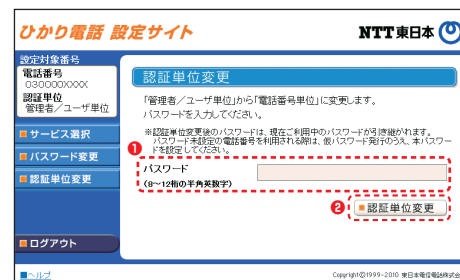 ひかり電話 設定サイト
NTT東日本
設定対象番号
電話番号
030000XXXX
認証単位
管理者／ユーザ単位
サービス選択
パスワード変更
認証単位変更
ログアウト
ヘルプ
認証単位変更
「管理者／ユーザ単位」から「電話番号単位」に変更します。
パスワードを入力してください。
※認証単位変更後のパスワードは、現在ご利用中のパスワードが引き継がれます。
パスワード未設定の電話番号を利用される際は、仮パスワード発行のうえ、本パスワー
ドを設定してください。
❶
パスワード
(8～12桁の半角英数字)
❷ 認証単位変更
Copyright©1999-2010 東日本電信電話株式会